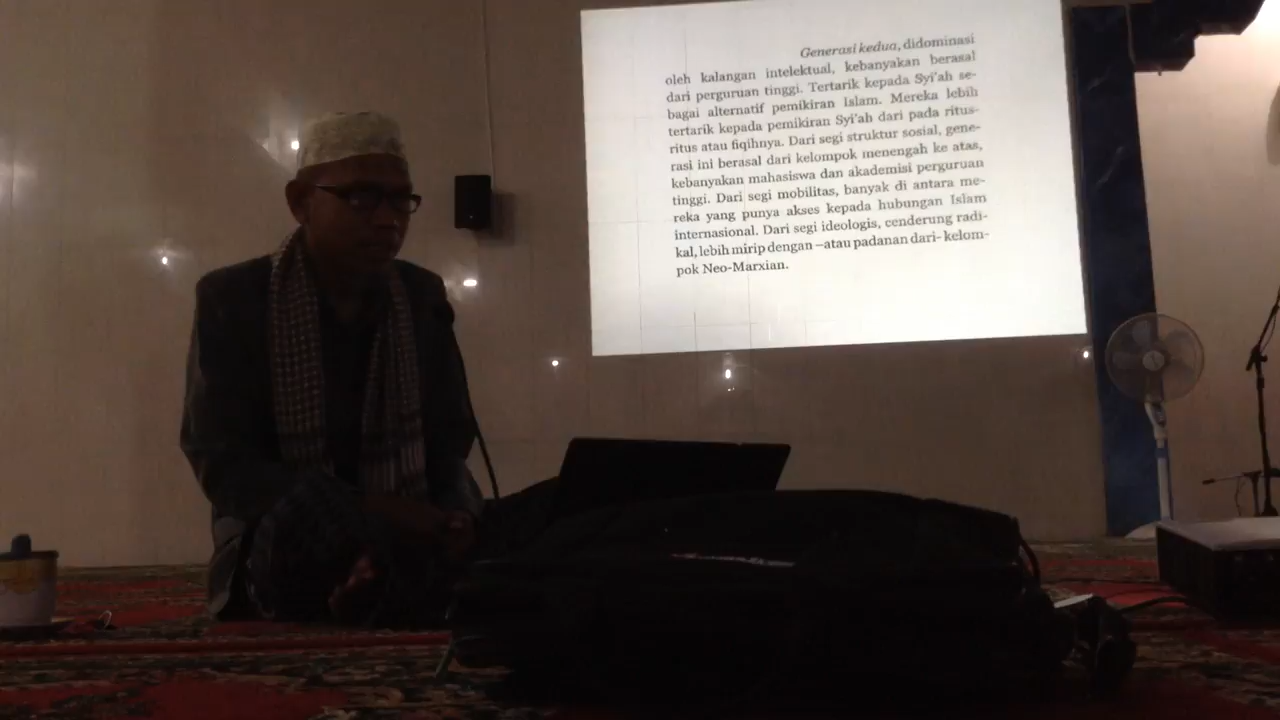 Generasi kedua, didominasi
oleh kalangan intelektual, kebanyakan berasal
dari perguruan tinggi. Tertarik kepada Syi'ah se-
bagai alternatif pemikiran Islam. Mereka lebih
tertarik kepada pemikiran Syi'ah dari pada ritus-
ritus atau fiqihnya. Dari segi struktur sosial, gene-
rasi ini berasal dari kelompok menengah ke atas,
kebanyakan mahasiswa dan akademisi perguruan
tinggi. Dari segi mobilitas, banyak di antara me-
reka yang punya akses kepada hubungan Islam
internasional. Dari segi ideologis, cenderung radi-
kal, lebih mirip dengan –atau padanan dari- kelom-
pok Neo-Marxian.